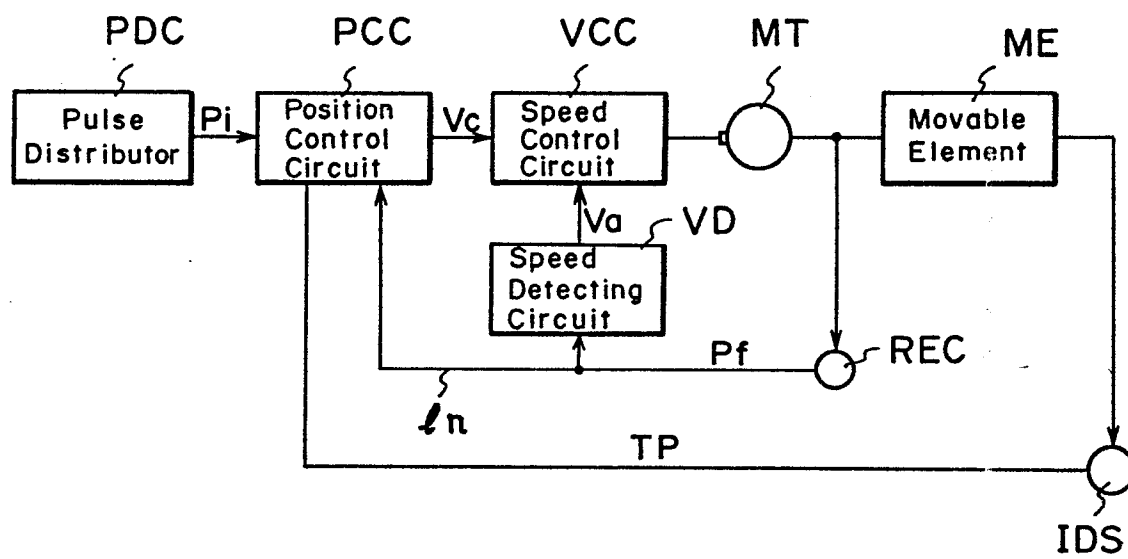 PDC
PCC
VCC
MT
ME
Pulse
Distributor
Pi
Position
Control
Circuit
Vc
Speed
Control
Circuit
Movable
Element
Va
VD
Speed
Detecting
Circuit
Pf
REC
ℓn
TP
IDS